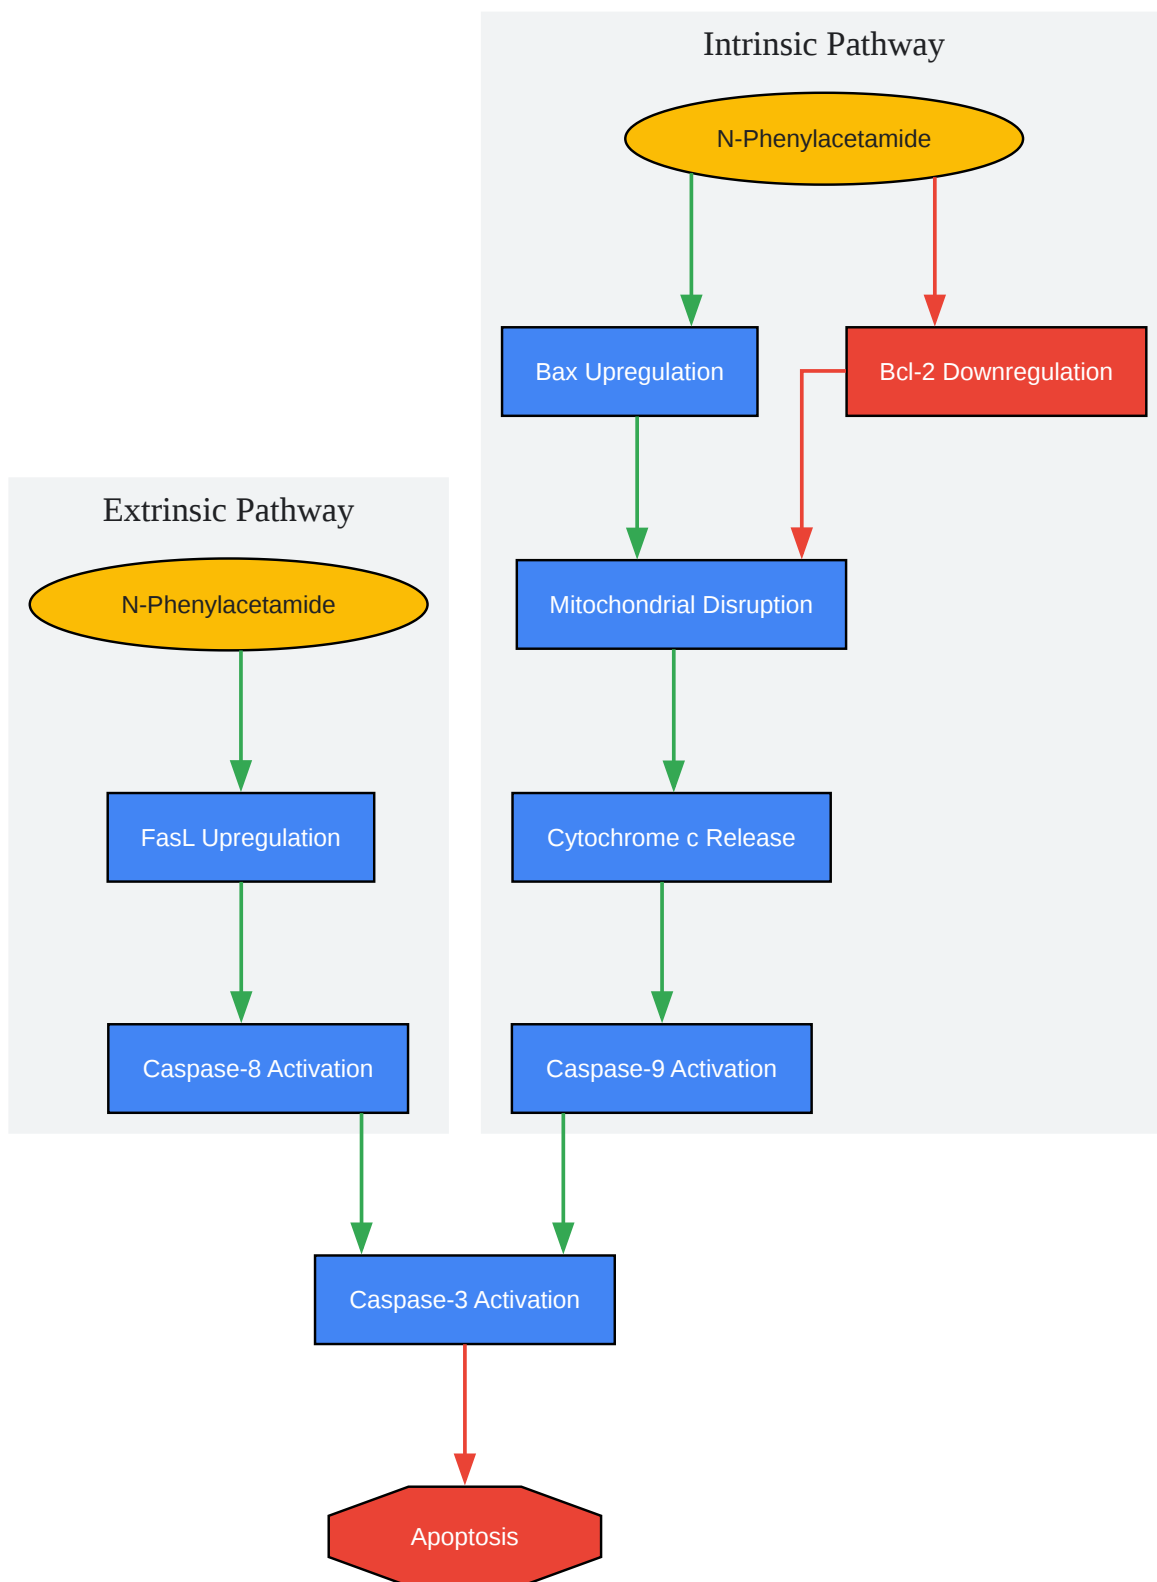 Intrinsic Pathway
N-Phenylacetamide
Bax Upregulation
Bcl-2 Downregulation
Extrinsic Pathway
N-Phenylacetamide
Mitochondrial Disruption
FasL Upregulation
Cytochrome c Release
Caspase-8 Activation
Caspase-9 Activation
Caspase-3 Activation
Apoptosis